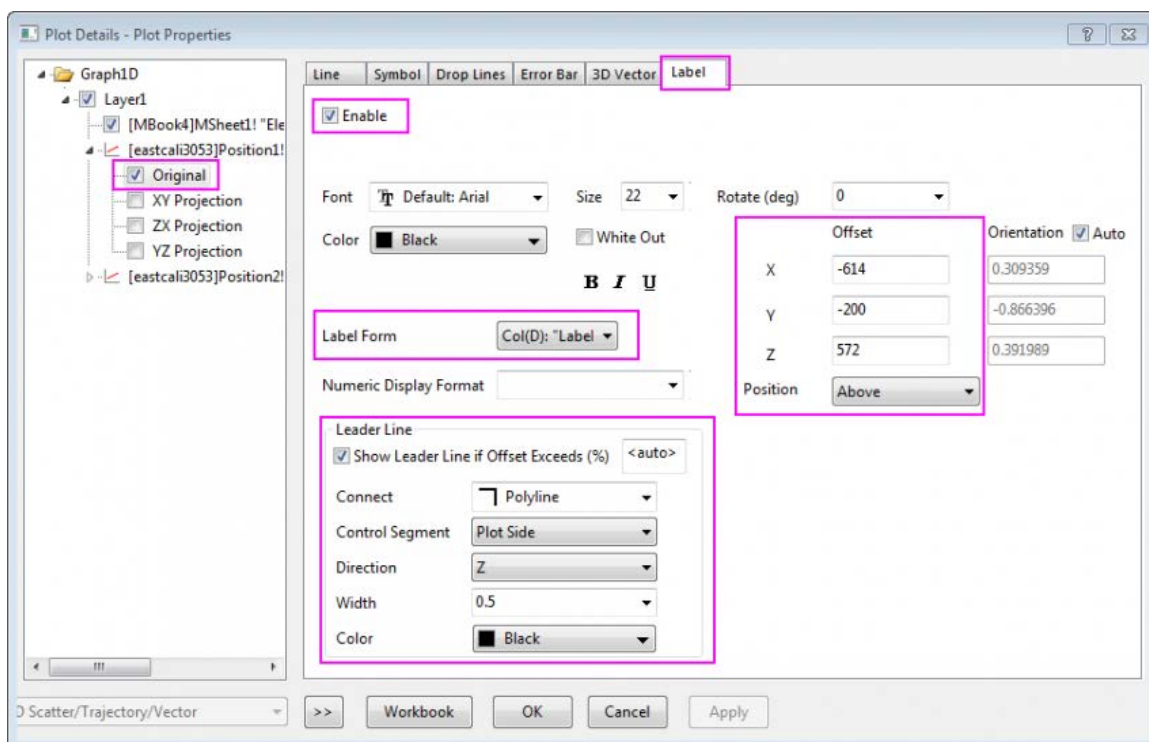 Plot Details - Plot Properties
Graph1D
Layer1
[MBook4]MSheet1! "Ele
[eastcali3053]Position1!
Original
XY Projection
ZX Projection
YZ Projection
[eastcali3053]Position2!
Line Symbol Drop Lines Error Bar 3D Vector Label
Enable
Font Default: Arial Size 22 Rotate (deg) 0
Color Black White Out
B I U
Offset Orientation Auto
X -614 0.309359
Y -200 -0.866396
Z 572 0.391989
Position Above
Label Form Col(D): "Label
Numeric Display Format
Leader Line
Show Leader Line if Offset Exceeds (%) <auto>
Connect Polyline
Control Segment Plot Side
Direction Z
Width 0.5
Color Black
D Scatter/Trajectory/Vector >> Workbook OK Cancel Apply